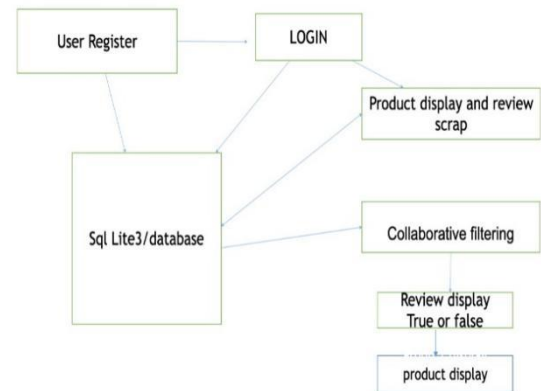 User Register
LOGIN
Product display and review
scrap
Sql Lite3/database
Collaborative filtering
Review display
True or false
product display